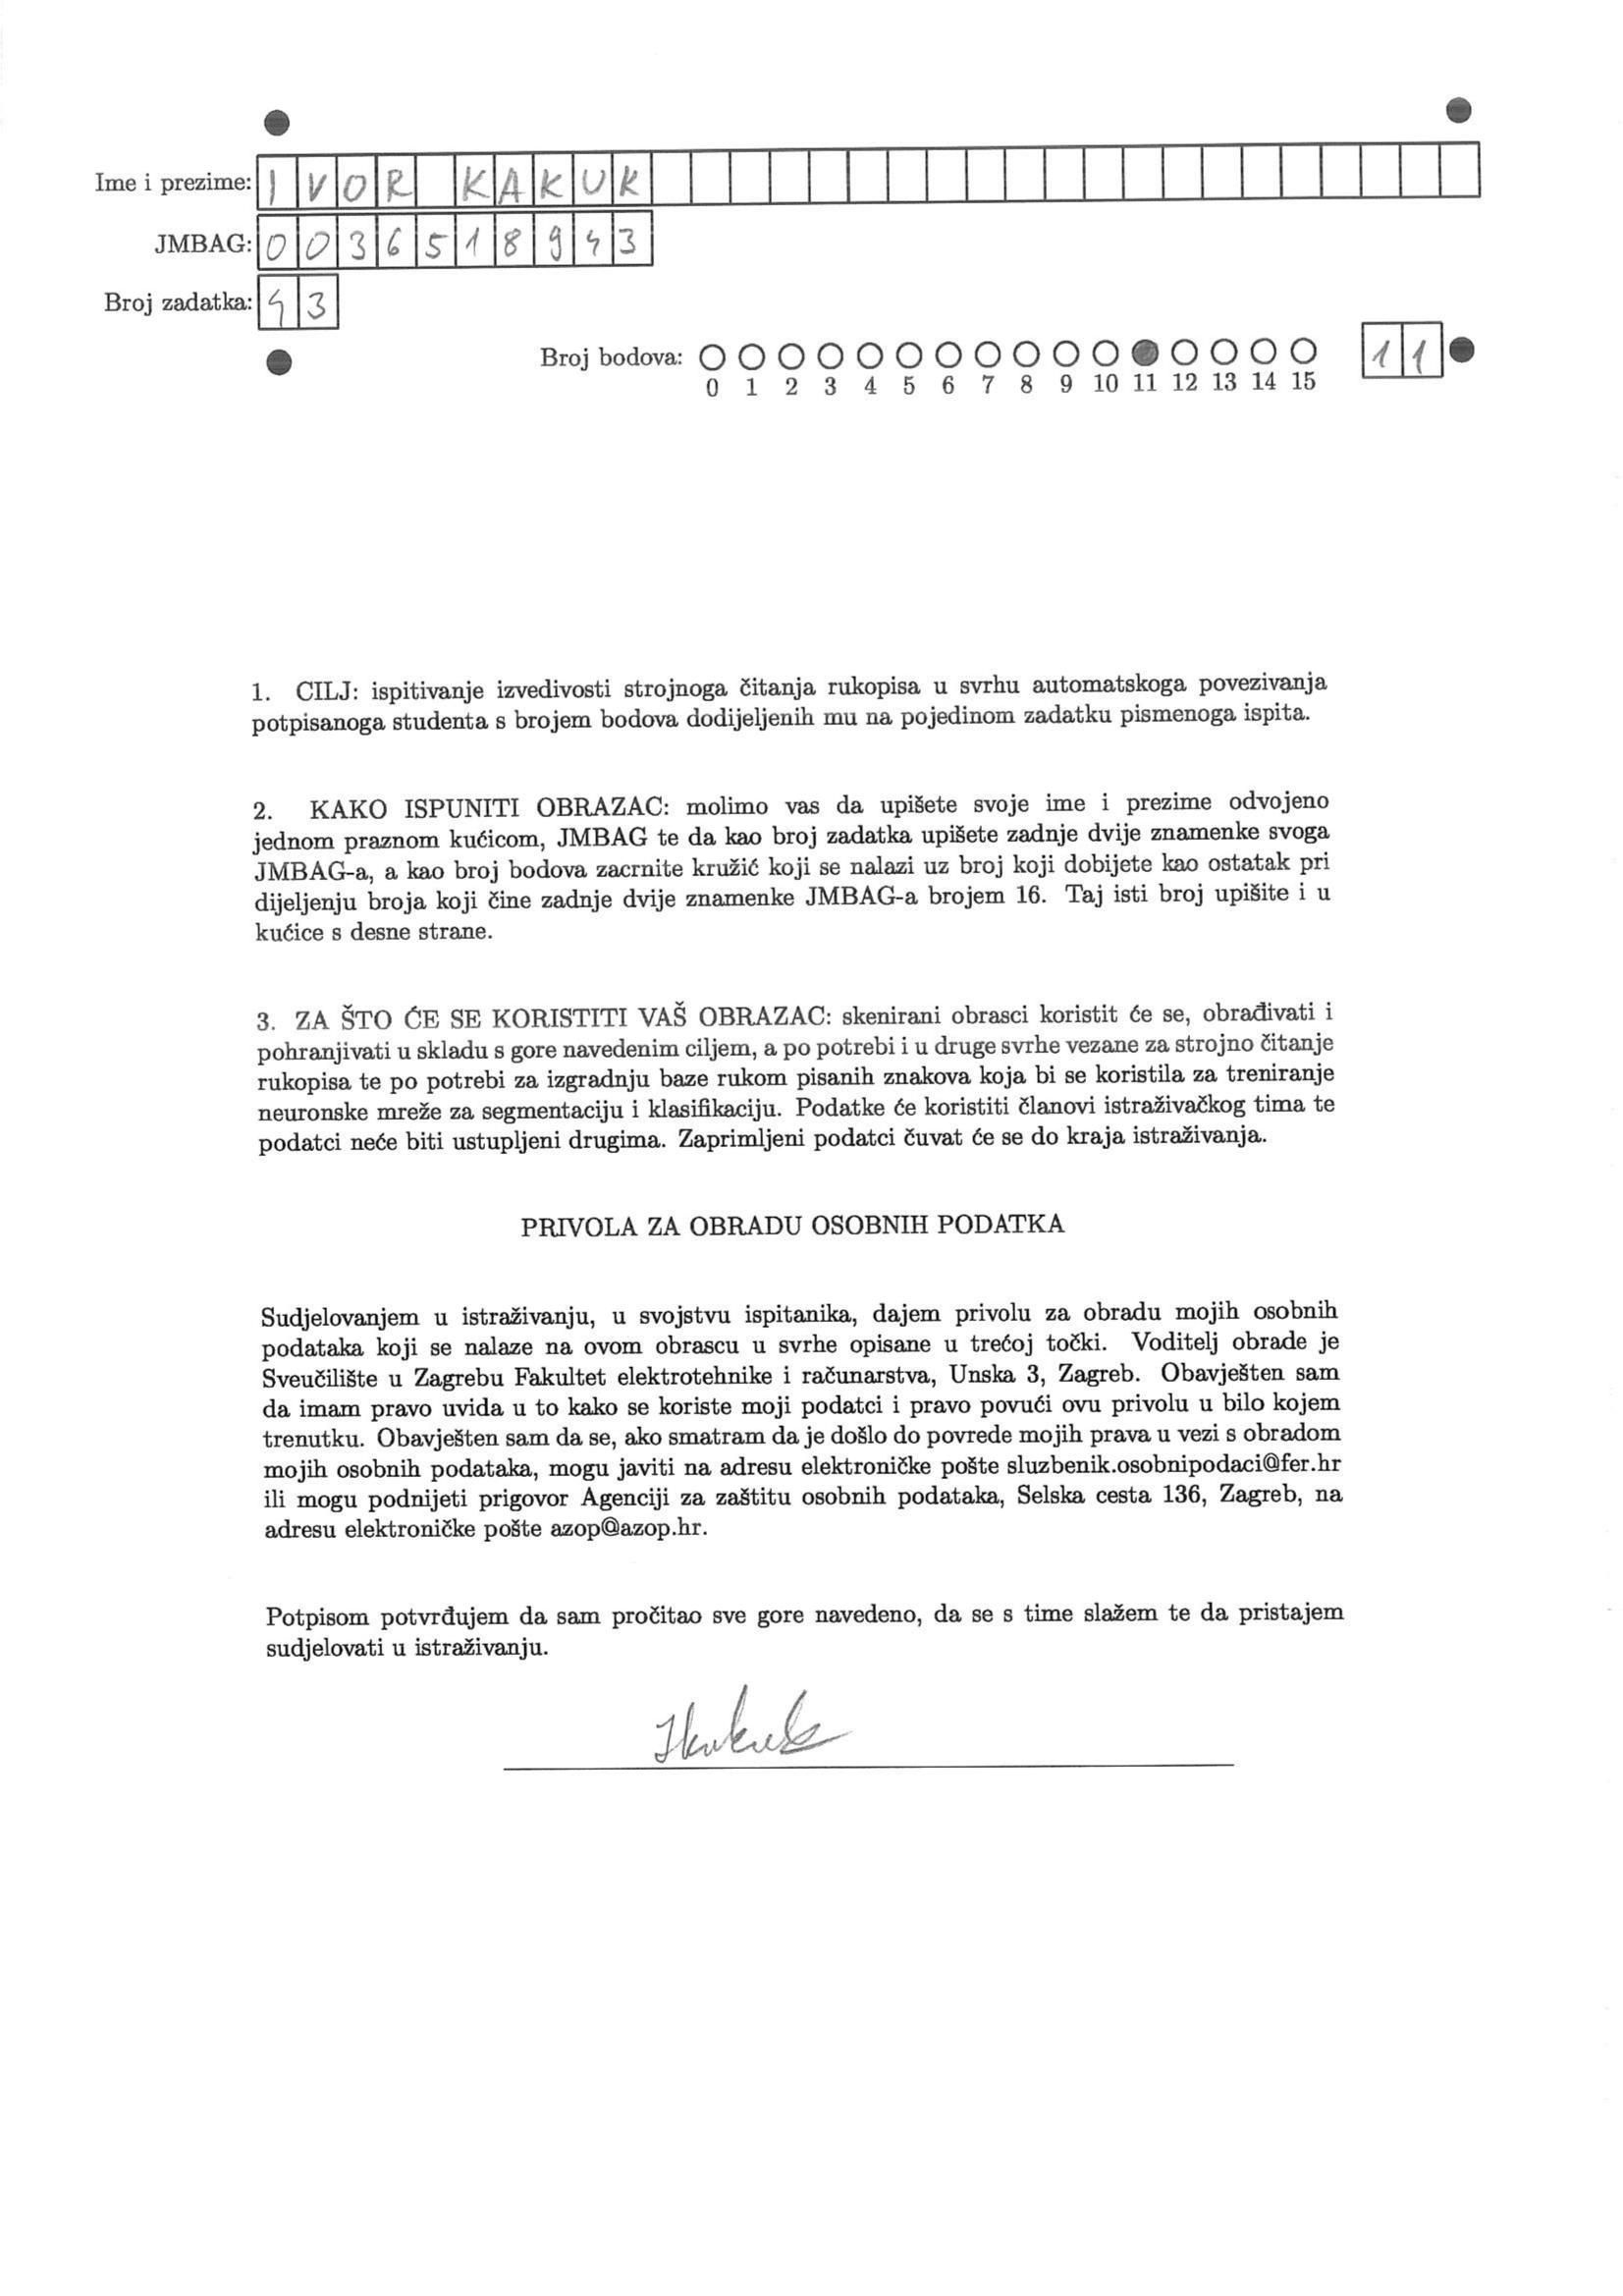 Ime i prezime: IVOR KAKUK
JMBAG: 0036518943
Broj zadatka: 43
Broj bodova: 11
0 1 2 3 4 5 6 7 8 9 10 11 12 13 14 15
1. CILJ: ispitivanje izvedivosti strojnoga čitanja rukopisa u svrhu automatskoga povezivanja
potpisanoga studenta s brojem bodova dodijeljenih mu na pojedinom zadatku pismenoga ispita.
2. KAKO ISPUNITI OBRAZAC: molimo vas da upišete svoje ime i prezime odvojeno
jednom praznom kućicom, JMBAG te da kao broj zadatka upišete zadnje dvije znamenke svoga
JMBAG-a, a kao broj bodova zacrnite kružić koji se nalazi uz broj koji dobijete kao ostatak pri
dijeljenju broja koji čine zadnje dvije znamenke JMBAG-a brojem 16. Taj isti broj upišite i u
kućice s desne strane.
3. ZA ŠTO ĆE SE KORISTITI VAŠ OBRAZAC: skenirani obrasci koristit će se, obrađivati i
pohranjivati u skladu s gore navedenim ciljem, a po potrebi i u druge svrhe vezane za strojno čitanje
rukopisa te po potrebi za izgradnju baze rukom pisanih znakova koja bi se koristila za treniranje
neuronske mreže za segmentaciju i klasifikaciju. Podatke će koristiti članovi istraživačkog tima te
podatci neće biti ustupljeni drugima. Zaprimljeni podatci čuvat će se do kraja istraživanja.
PRIVOLA ZA OBRADU OSOBNIH PODATKA
Sudjelovanjem u istraživanju, u svojstvu ispitanika, dajem privolu za obradu mojih osobnih
podataka koji se nalaze na ovom obrascu u svrhe opisane u trećoj točki. Voditelj obrade je
Sveučilište u Zagrebu Fakultet elektrotehnike i računarstva, Unska 3, Zagreb. Obavješten sam
da imam pravo uvida u to kako se koriste moji podatci i pravo povući ovu privolu u bilo kojem
trenutku. Obavješten sam da se, ako smatram da je došlo do povrede mojih prava u vezi s obradom
mojih osobnih podataka, mogu javiti na adresu elektroničke pošte sluzbenik.osobnipodaci@fer.hr
ili mogu podnijeti prigovor Agenciji za zaštitu osobnih podataka, Selska cesta 136, Zagreb, na
adresu elektroničke pošte azop@azop.hr.
Potpisom potvrđujem da sam pročitao sve gore navedeno, da se s time slažem te da pristajem
sudjelovati u istraživanju.
IKakuk